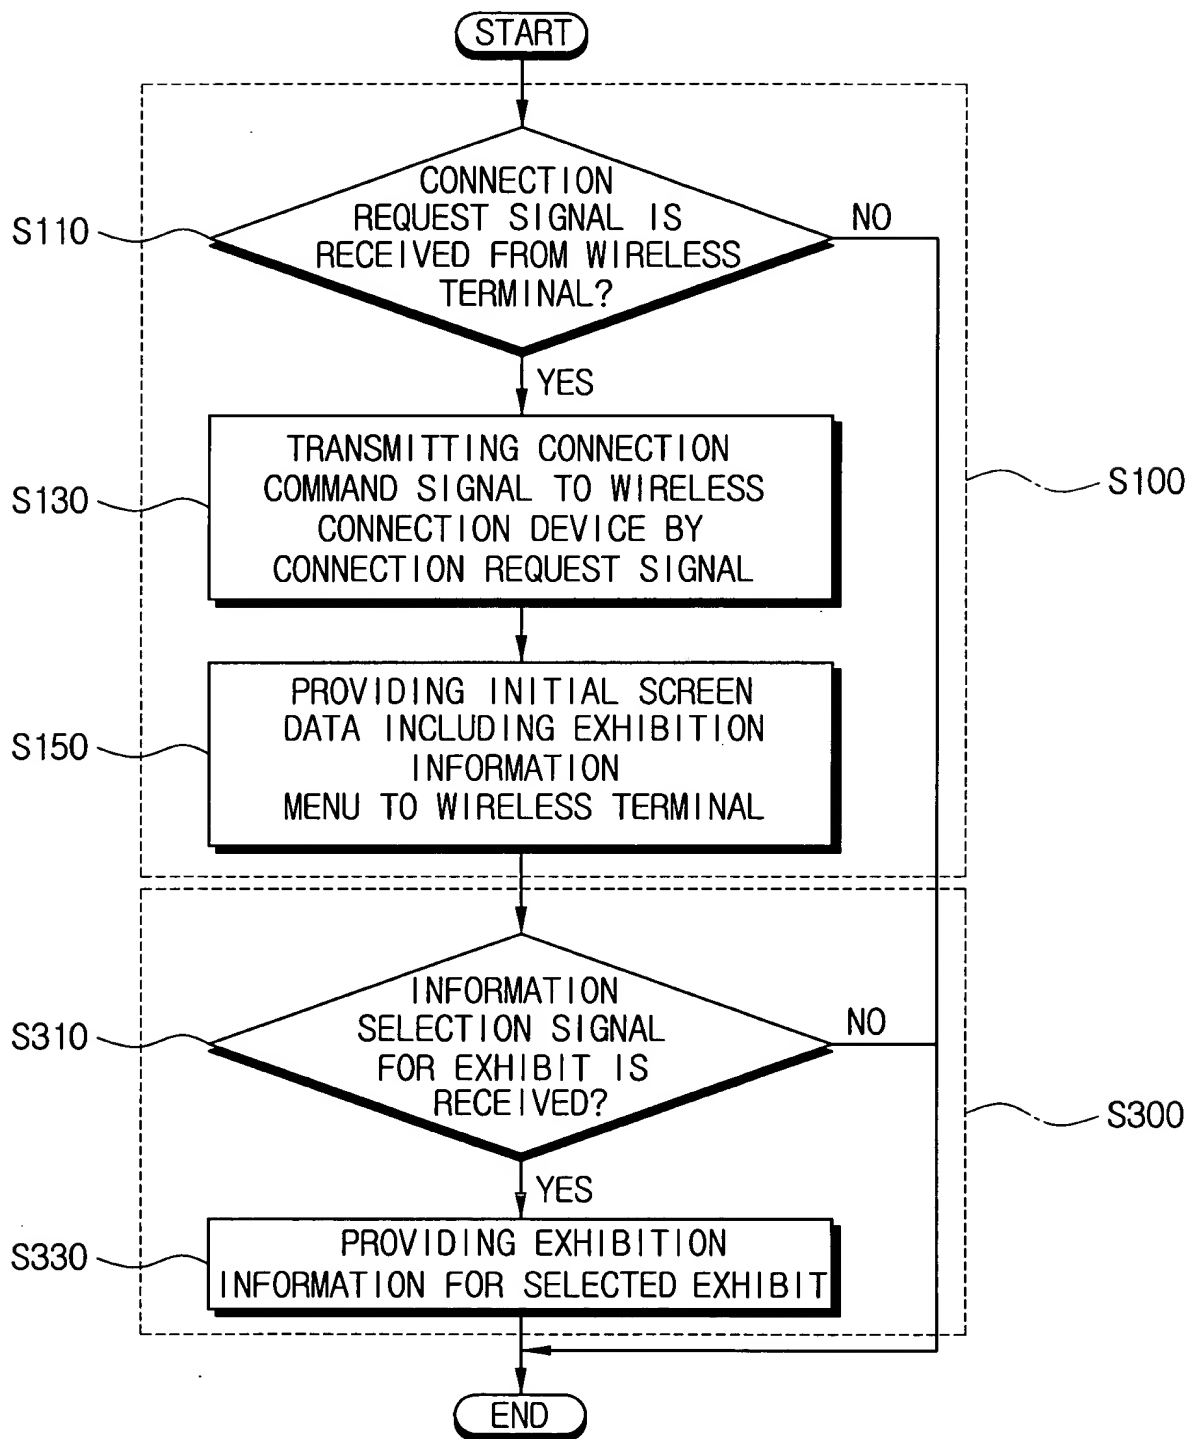 START
CONNECTION
REQUEST SIGNAL IS
RECEIVED FROM WIRELESS
TERMINAL?
S110
NO
YES
TRANSMITTING CONNECTION
COMMAND SIGNAL TO WIRELESS
CONNECTION DEVICE BY
CONNECTION REQUEST SIGNAL
S130
S100
PROVIDING INITIAL SCREEN
DATA INCLUDING EXHIBITION
INFORMATION
MENU TO WIRELESS TERMINAL
S150
INFORMATION
SELECTION SIGNAL
FOR EXHIBIT IS
RECEIVED?
S310
NO
S300
YES
PROVIDING EXHIBITION
INFORMATION FOR SELECTED EXHIBIT
S330
END